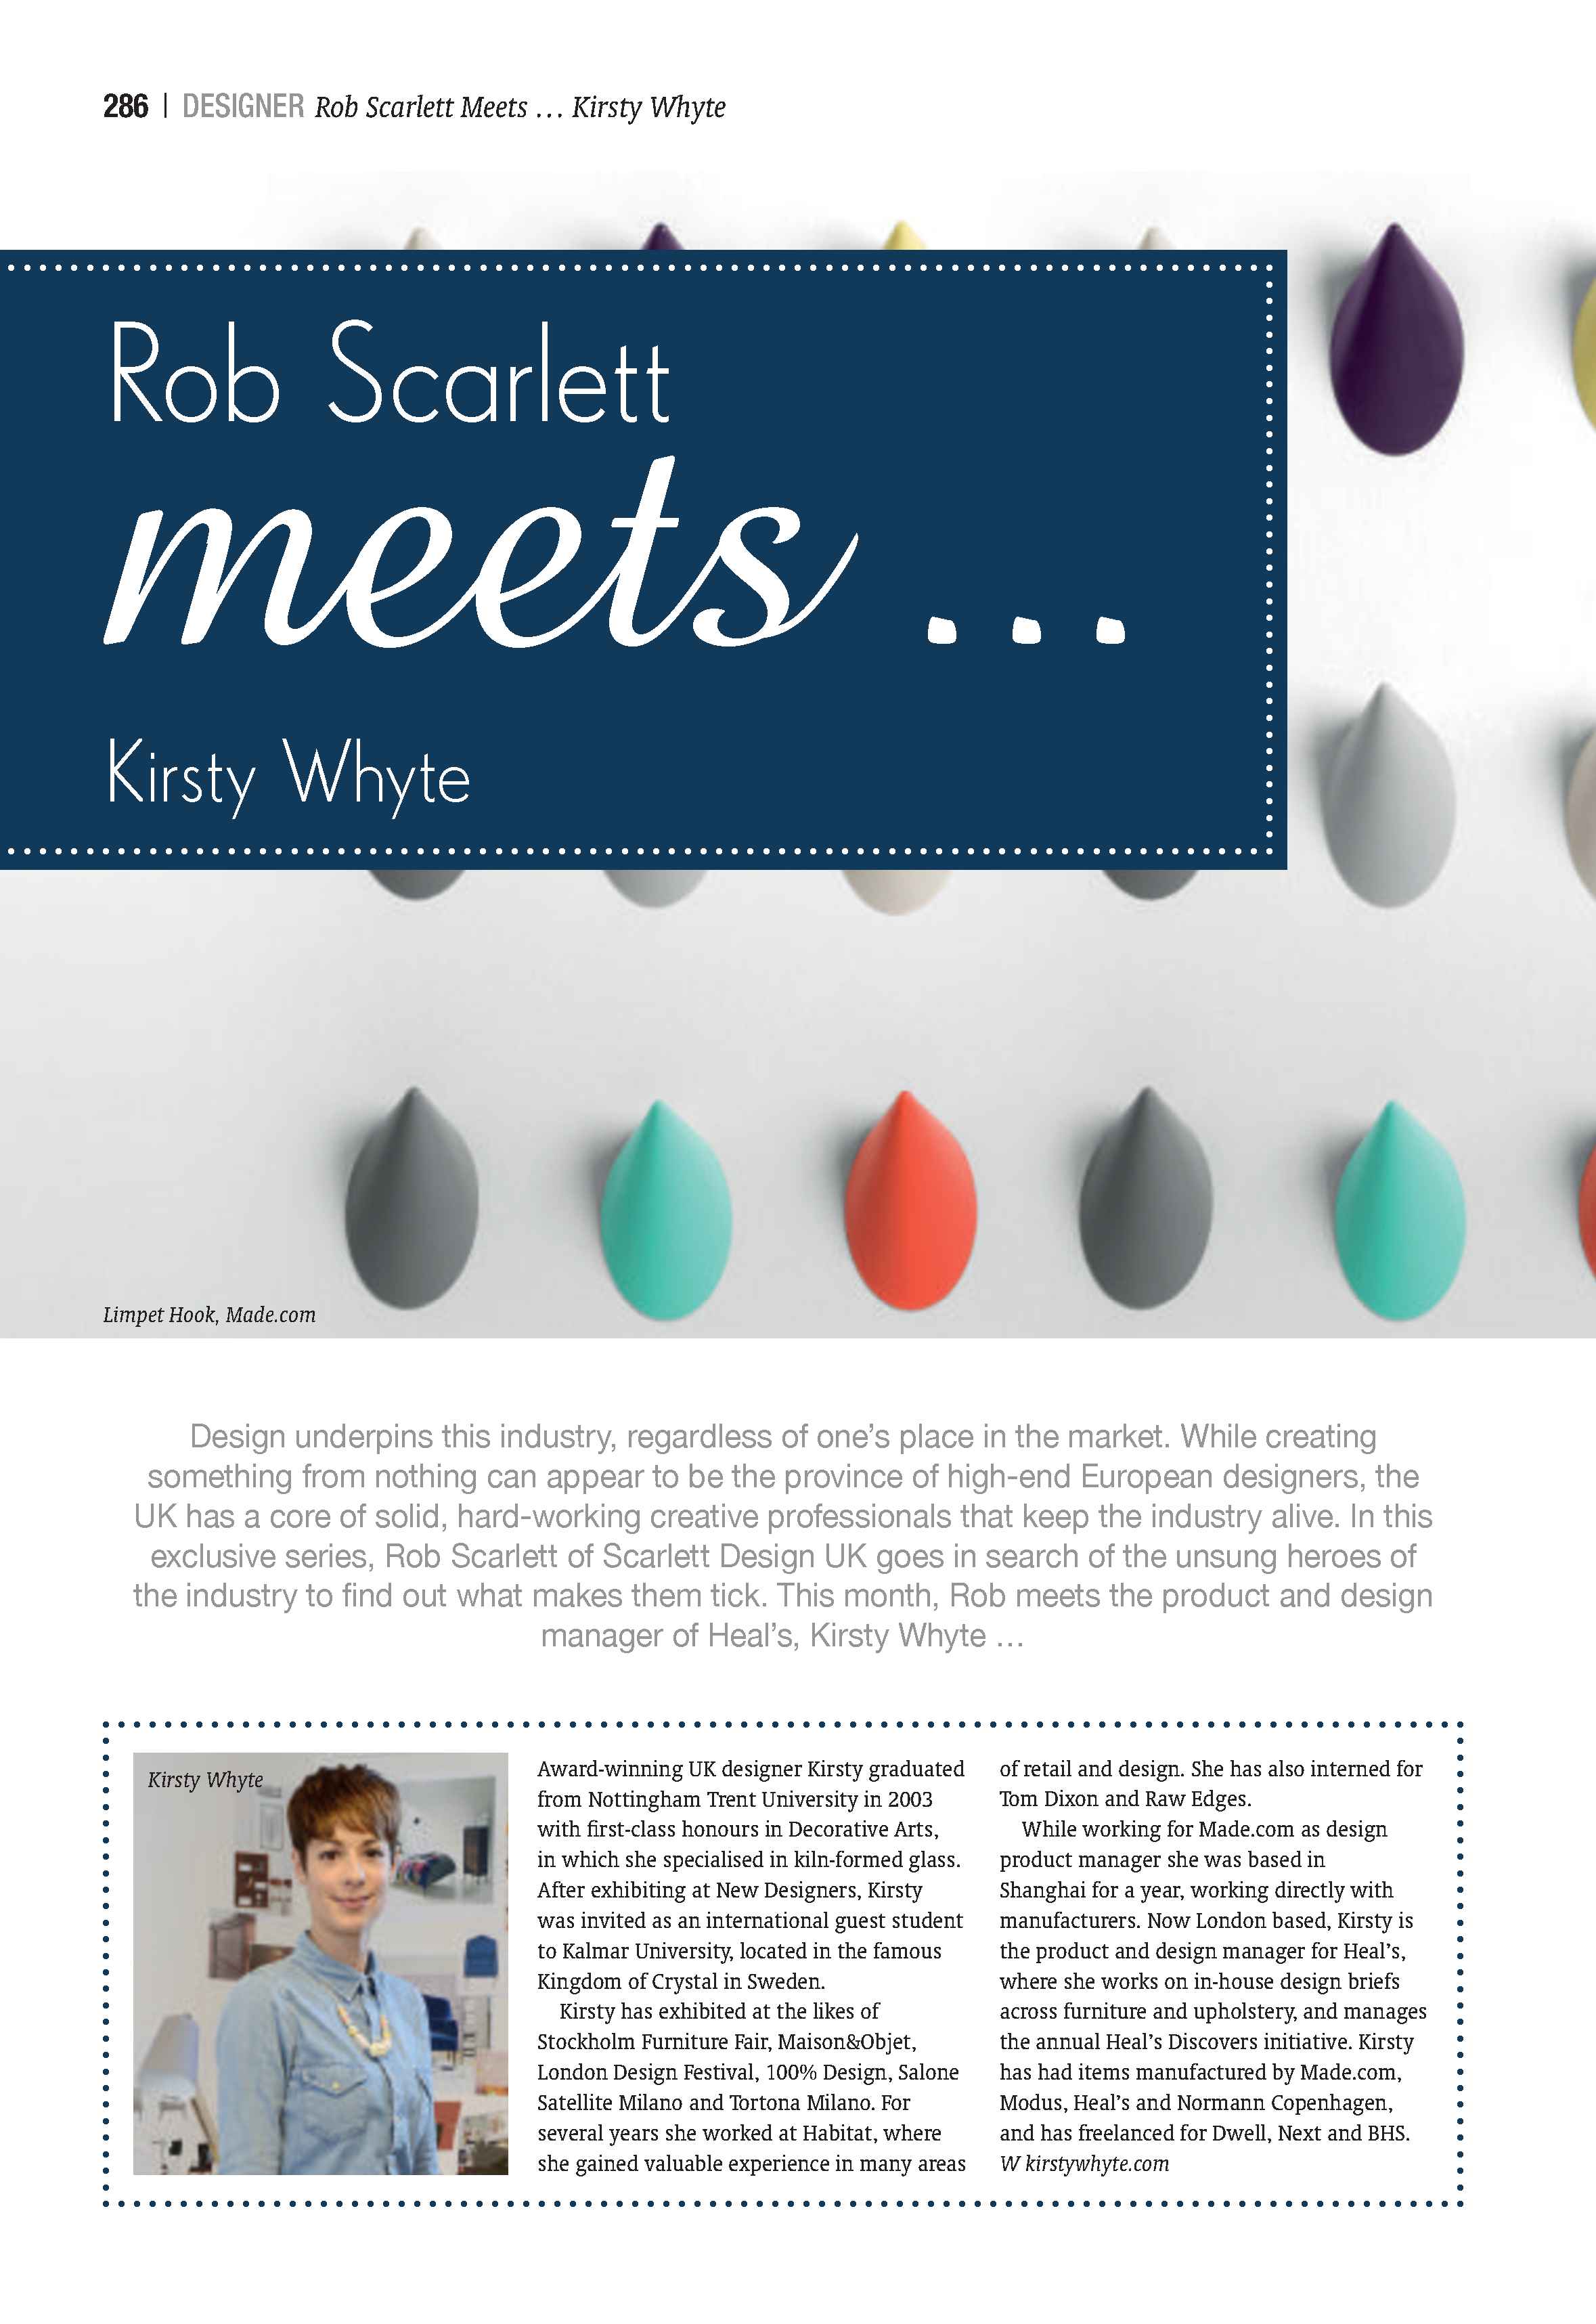 286 | DESIGNER Rob Scarlett Meets … Kirsty Whyte
Rob Scarlett
meets ...
Kirsty Whyte
Limpet Hook, Made.com
Design underpins this industry, regardless of one’s place in the market. While creating
something from nothing can appear to be the province of high-end European designers, the
UK has a core of solid, hard-working creative professionals that keep the industry alive. In this
exclusive series, Rob Scarlett of Scarlett Design UK goes in search of the unsung heroes of
the industry to find out what makes them tick. This month, Rob meets the product and design
manager of Heal’s, Kirsty Whyte …
Kirsty Whyte
Award-winning UK designer Kirsty graduated
from Nottingham Trent University in 2003
with first-class honours in Decorative Arts,
in which she specialised in kiln-formed glass.
After exhibiting at New Designers, Kirsty
was invited as an international guest student
to Kalmar University, located in the famous
Kingdom of Crystal in Sweden.
Kirsty has exhibited at the likes of
Stockholm Furniture Fair, Maison&Objet,
London Design Festival, 100% Design, Salone
Satellite Milano and Tortona Milano. For
several years she worked at Habitat, where
she gained valuable experience in many areas
of retail and design. She has also interned for
Tom Dixon and Raw Edges.
While working for Made.com as design
product manager she was based in
Shanghai for a year, working directly with
manufacturers. Now London based, Kirsty is
the product and design manager for Heal’s,
where she works on in-house design briefs
across furniture and upholstery, and manages
the annual Heal’s Discovers initiative. Kirsty
has had items manufactured by Made.com,
Modus, Heal’s and Normann Copenhagen,
and has freelanced for Dwell, Next and BHS.
W kirstywhyte.com